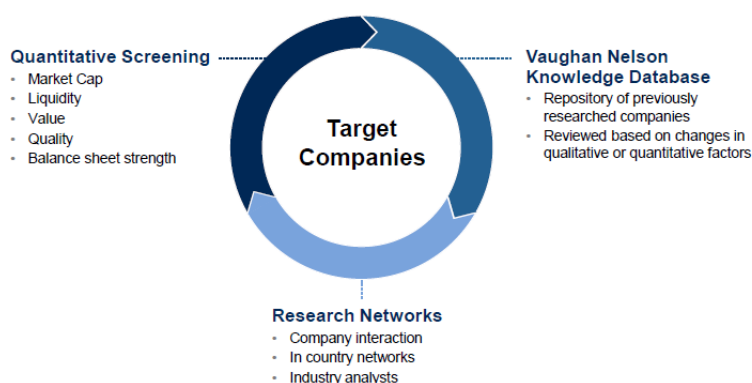 Quantitative Screening
• Market Cap
• Liquidity
• Value
• Quality
• Balance sheet strength
Target
Companies
Vaughan Nelson
Knowledge Database
• Repository of previously
researched companies
• Reviewed based on changes in
qualitative or quantitative factors
Research Networks
• Company interaction
• In country networks
• Industry analysts